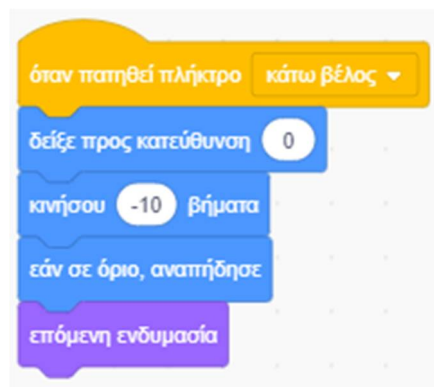 όταν πατηθεί πλήκτρο κάτω βέλος
δείξε προς κατεύθυνση 0
κινήσου -10 βήματα
εάν σε όριο, αναπήδησε
επόμενη ενδυμασία